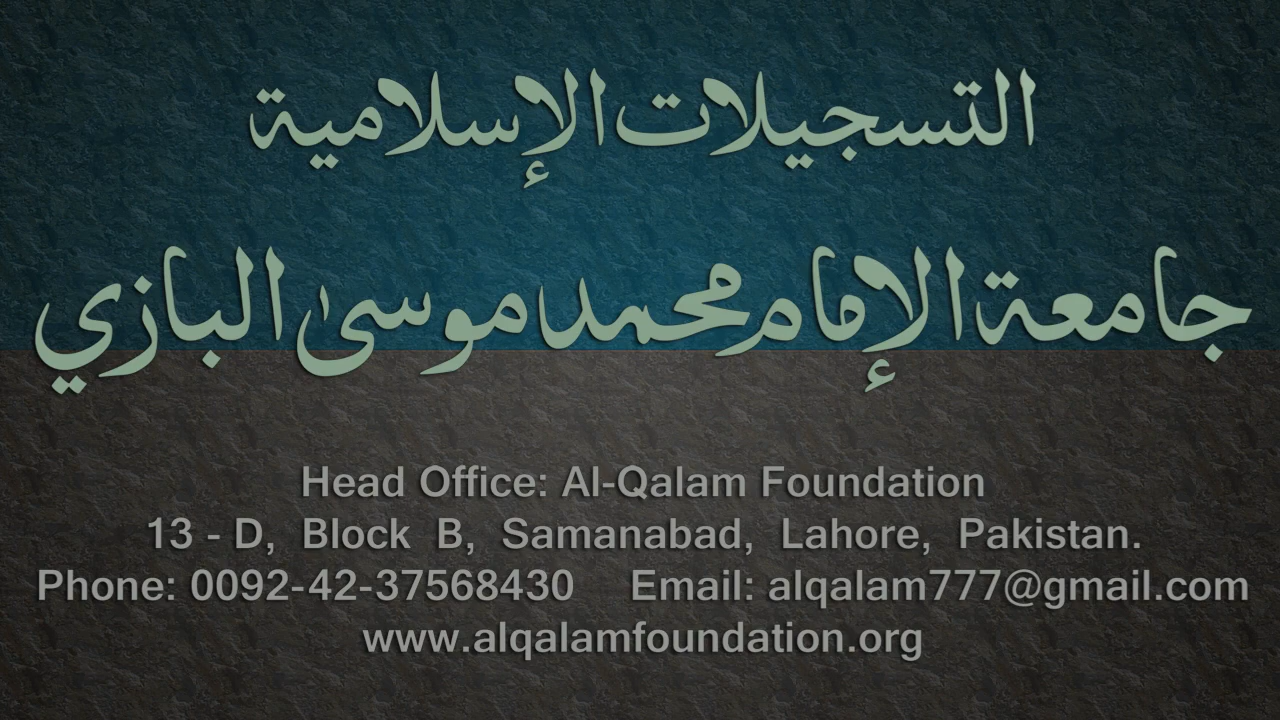 التسجيلات الإسلامية
جامعة الإمام محمد موسىٰ البازي
Head Office: Al-Qalam Foundation
13 - D, Block B, Samanabad, Lahore, Pakistan.
Phone: 0092-42-37568430 Email: alqalam777@gmail.com
www.alqalamfoundation.org